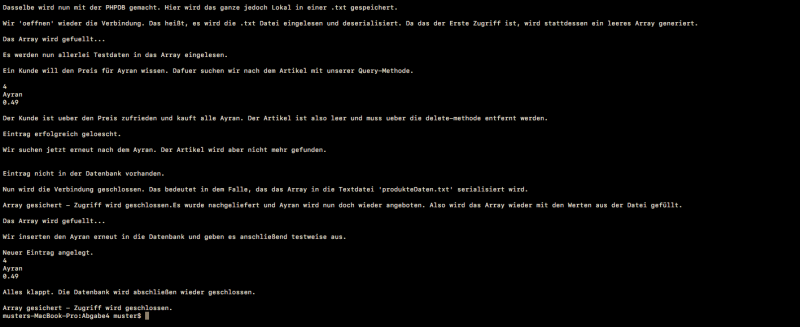 Dasselbe wird nun mit der PHPDB gemacht. Hier wird das ganze jedoch Lokal in einer .txt gespeichert.
Wir 'oeffnen' wieder die Verbindung. Das heißt, es wird die .txt Datei eingelesen und deserialisiert. Da das der Erste Zugriff ist, wird stattdessen ein leeres Array generiert.
Das Array wird gefuellt...
Es werden nun allerlei Testdaten in das Array eingelesen.
Ein Kunde will den Preis für Ayran wissen. Dafuer suchen wir nach dem Artikel mit unserer Query-Methode.
4
Ayran
0.49
Der Kunde ist ueber den Preis zufrieden und kauft alle Ayran. Der Artikel ist also leer und muss ueber die delete-methode entfernt werden.
Eintrag erfolgreich geloescht.
Wir suchen jetzt erneut nach dem Ayran. Der Artikel wird aber nicht mehr gefunden.
Eintrag nicht in der Datenbank vorhanden.
Nun wird die Verbindung geschlossen. Das bedeutet in dem Falle, das das Array in die Textdatei 'produkteDaten.txt' serialisiert wird.
Array gesichert - Zugriff wird geschlossen.Es wurde nachgeliefert und Ayran wird nun doch wieder angeboten. Also wird das Array wieder mit den Werten aus der Datei gefüllt.
Das Array wird gefuellt...
Wir inserten den Ayran erneut in die Datenbank und geben es anschließend testweise aus.
Neuer Eintrag angelegt.
4
Ayran
0.49
Alles klappt. Die Datenbank wird abschließen wieder geschlossen.
Array gesichert - Zugriff wird geschlossen.
musters-MacBook-Pro:Abgabe4 muster$